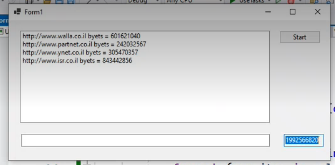 Form1
http://www.walla.co.il byets = 601621040
http://www.partnet.co.il byets = 242032567
http://www.ynet.co.il byets = 305470357
http://www.isr.co.il byets = 843442856
Start
1992566820